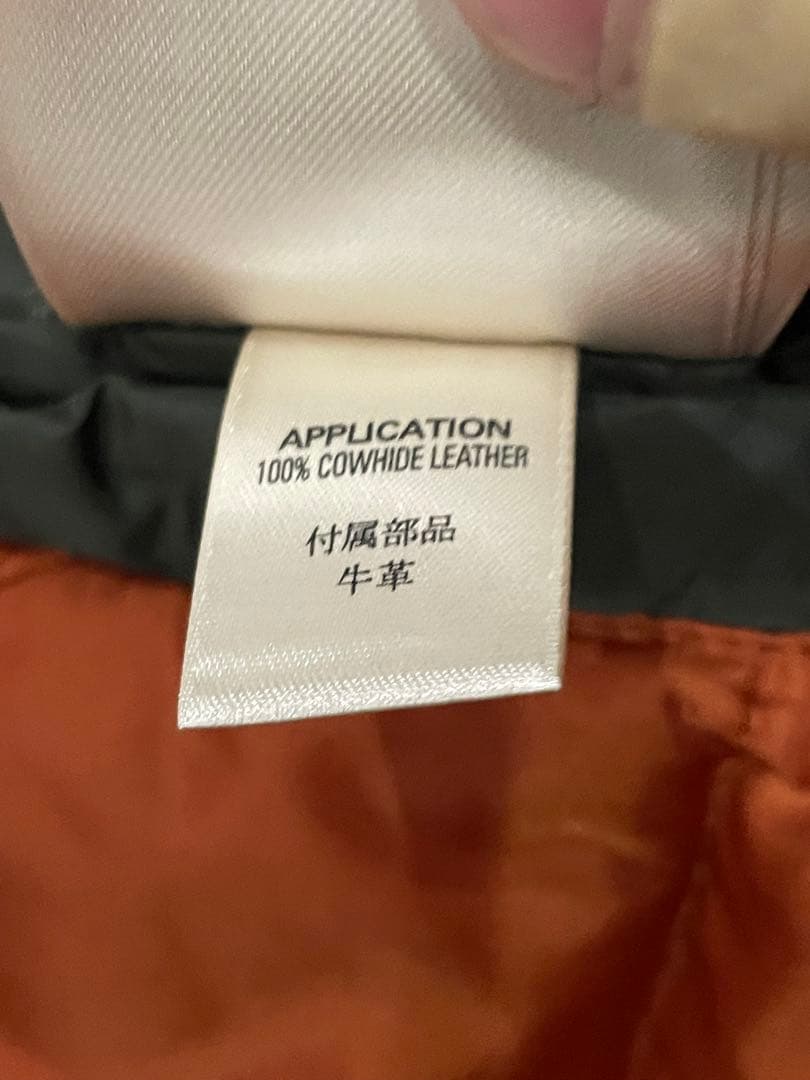 APPLICATION
100% COWHIDE LEATHER
付属部品
牛革